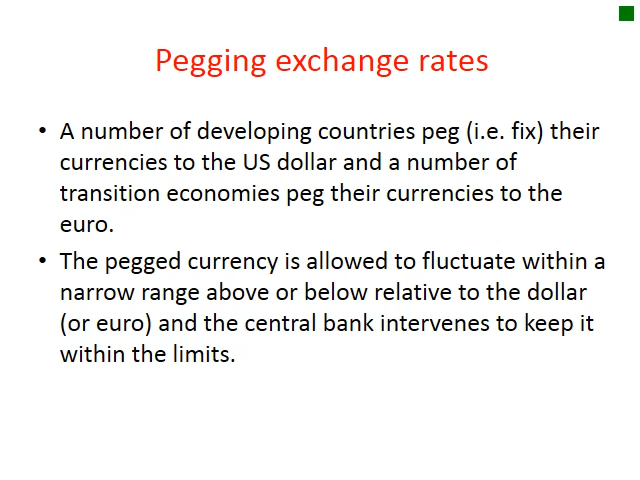 Pegging exchange rates
• A number of developing countries peg (i.e. fix) their
currencies to the US dollar and a number of
transition economies peg their currencies to the
euro.
• The pegged currency is allowed to fluctuate within a
narrow range above or below relative to the dollar
(or euro) and the central bank intervenes to keep it
within the limits.